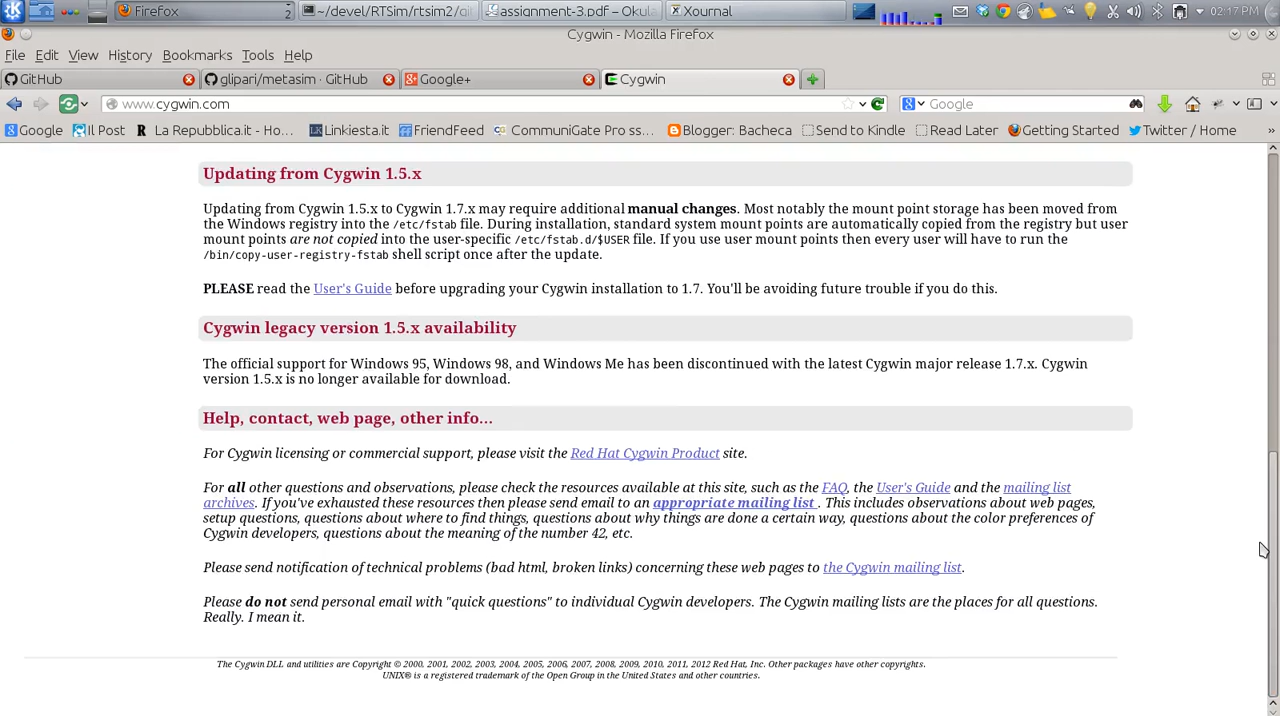 Firefox 2 ~/devel/RTSim/rtsim2/ assignment-3.pdf – Okula Xournal 02:17 PM
Cygwin - Mozilla Firefox
File Edit View History Bookmarks Tools Help
GitHub glipari/metasim · GitHub Google+ Cygwin
www.cygwin.com Google
Google Il Post La Repubblica.it - Ho... Linkiesta.it FriendFeed CommuniGate Pro ss... Blogger: Bacheca Send to Kindle Read Later Getting Started Twitter / Home »
Updating from Cygwin 1.5.x
Updating from Cygwin 1.5.x to Cygwin 1.7.x may require additional manual changes. Most notably the mount point storage has been moved from
the Windows registry into the /etc/fstab file. During installation, standard system mount points are automatically copied from the registry but user
mount points are not copied into the user-specific /etc/fstab.d/$USER file. If you use user mount points then every user will have to run the
/bin/copy-user-registry-fstab shell script once after the update.
PLEASE read the User's Guide before upgrading your Cygwin installation to 1.7. You'll be avoiding future trouble if you do this.
Cygwin legacy version 1.5.x availability
The official support for Windows 95, Windows 98, and Windows Me has been discontinued with the latest Cygwin major release 1.7.x. Cygwin
version 1.5.x is no longer available for download.
Help, contact, web page, other info...
For Cygwin licensing or commercial support, please visit the Red Hat Cygwin Product site.
For all other questions and observations, please check the resources available at this site, such as the FAQ, the User's Guide and the mailing list
archives. If you've exhausted these resources then please send email to an appropriate mailing list . This includes observations about web pages,
setup questions, questions about where to find things, questions about why things are done a certain way, questions about the color preferences of
Cygwin developers, questions about the meaning of the number 42, etc.
Please send notification of technical problems (bad html, broken links) concerning these web pages to the Cygwin mailing list.
Please do not send personal email with "quick questions" to individual Cygwin developers. The Cygwin mailing lists are the places for all questions.
Really. I mean it.
The Cygwin DLL and utilities are Copyright © 2000, 2001, 2002, 2003, 2004, 2005, 2006, 2007, 2008, 2009, 2010, 2011, 2012 Red Hat, Inc. Other packages have other copyrights.
UNIX® is a registered trademark of the Open Group in the United States and other countries.